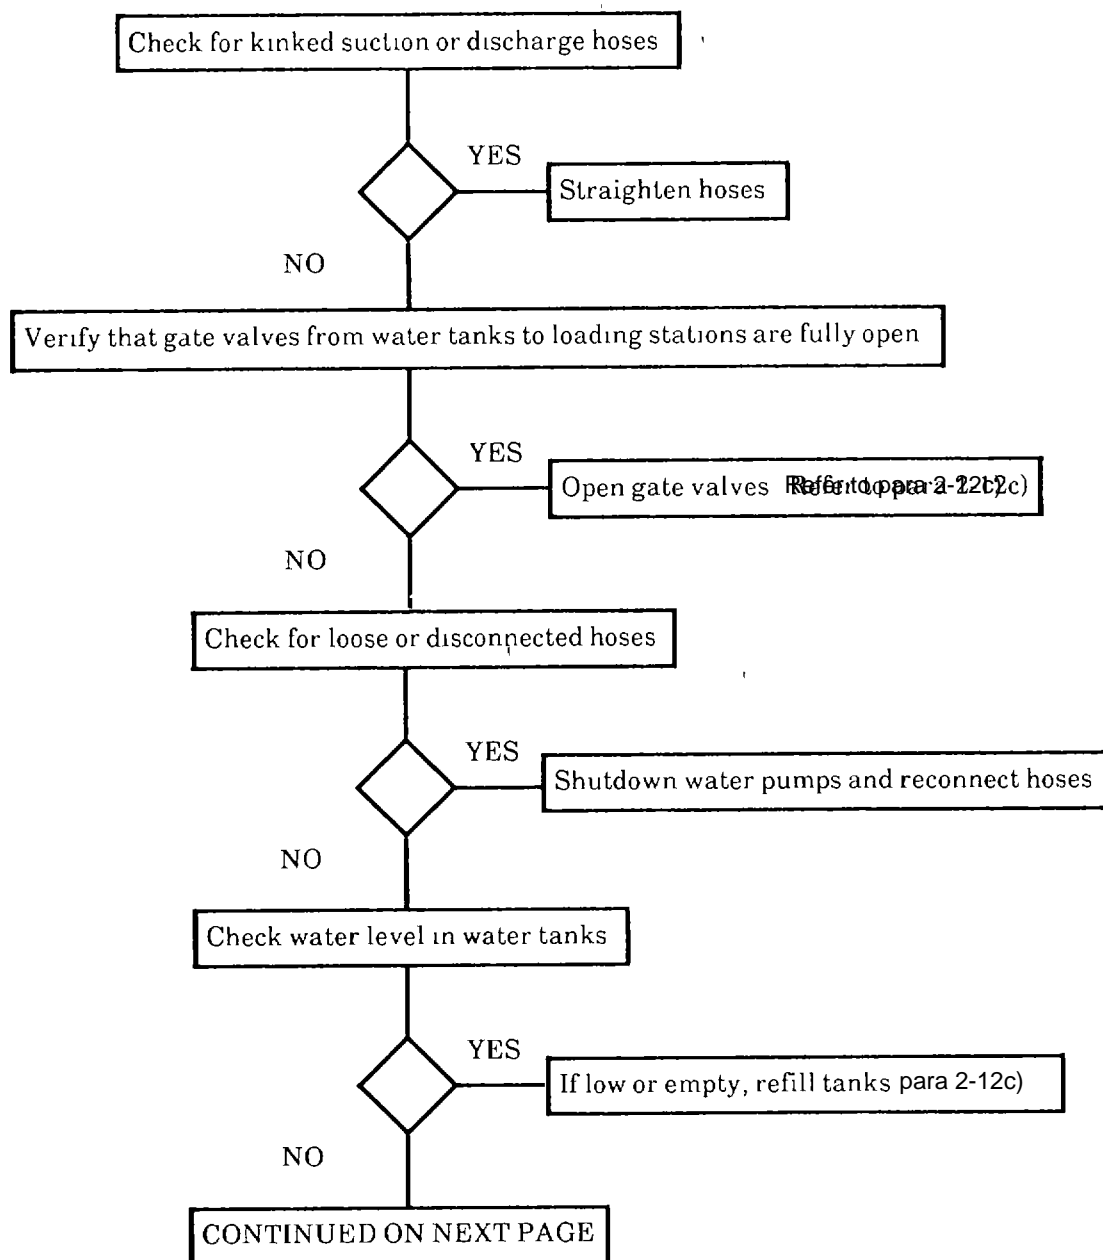 Check for kinked suction or discharge hoses
YES
Straighten hoses
NO
Verify that gate valves from water tanks to loading stations are fully open
YES
Open gate valves Refer to para
NO
Check for loose or disconnected hoses
YES
Shutdown water pumps and reconnect hoses
NO
Check water level in water tanks
YES
If low or empty, refill tanks para 2-12c)
NO
CONTINUED ON NEXT PAGE